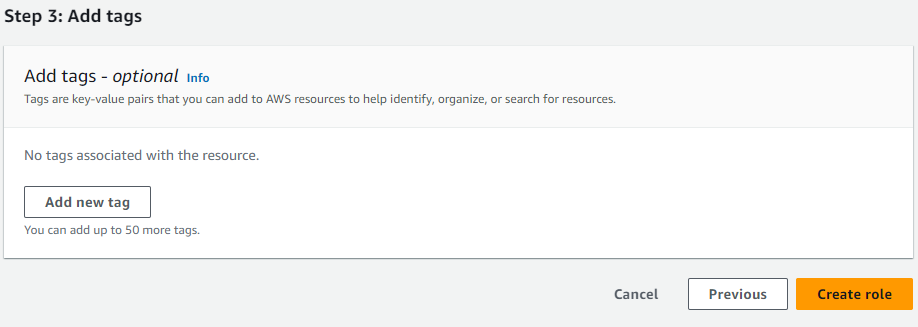 Step 3: Add tags
Add tags - optional Info
Tags are key-value pairs that you can add to AWS resources to help identify, organize, or search for resources.
No tags associated with the resource.
Add new tag
You can add up to 50 more tags.
Cancel Previous Create role